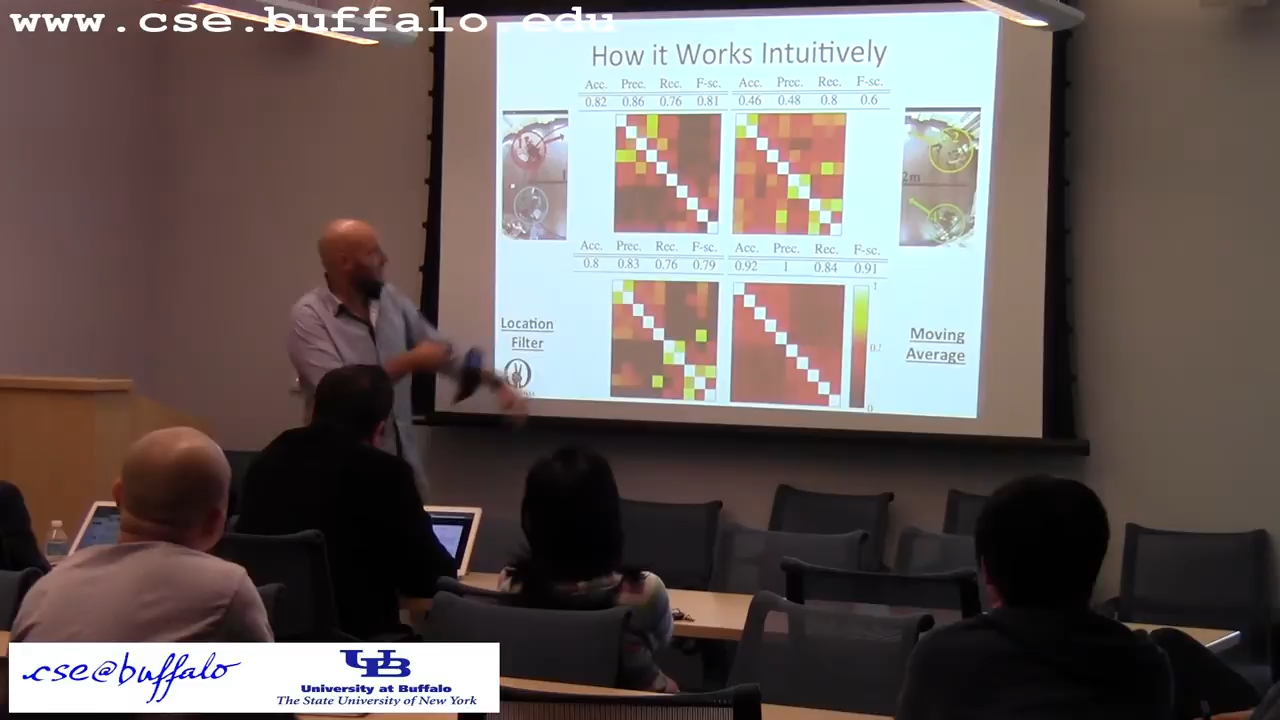 www.cse.buffalo.edu
How it Works Intuitively
Acc. Prec. Rec. F-sc. Acc. Prec. Rec. F-sc.
0.82 0.86 0.76 0.81 0.46 0.48 0.8 0.6
2m
Acc. Prec. Rec. F-sc. Acc. Prec. Rec. F-sc.
0.8 0.83 0.76 0.79 0.92 1 0.84 0.91
1
0
Location
Filter
Moving
Average
cse@buffalo
UB
University at Buffalo
The State University of New York